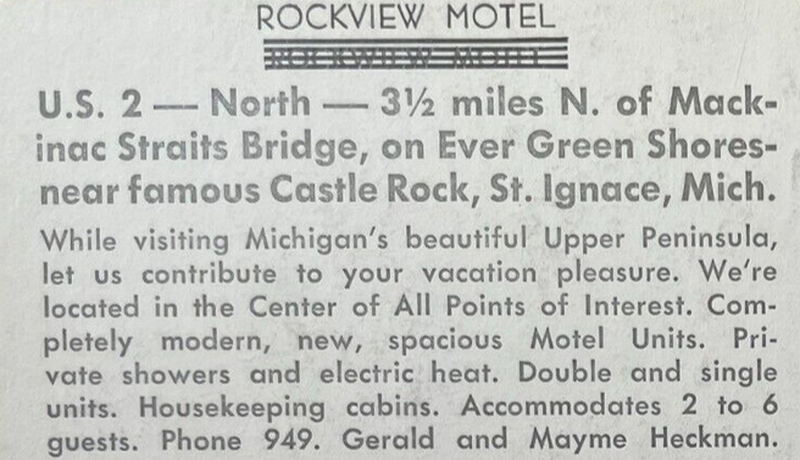 ROCKVIEW MOTEL
ROCKVIEW MOTEL
U.S. 2 — North — 3½ miles N. of Mack-
inac Straits Bridge, on Ever Green Shores-
near famous Castle Rock, St. Ignace, Mich.
While visiting Michigan's beautiful Upper Peninsula,
let us contribute to your vacation pleasure. We're
located in the Center of All Points of Interest. Com-
pletely modern, new, spacious Motel Units. Pri-
vate showers and electric heat. Double and single
units. Housekeeping cabins. Accommodates 2 to 6
guests. Phone 949. Gerald and Mayme Heckman.